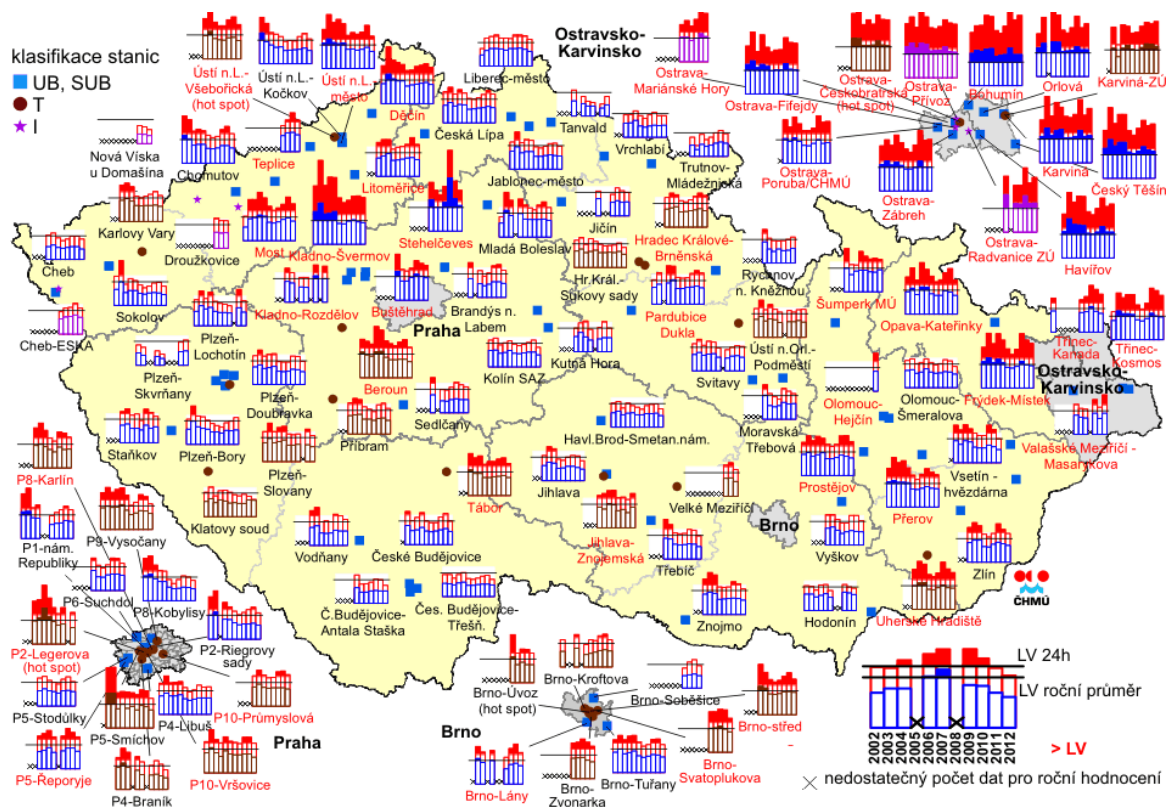 klasifikace stanic
UB, SUB
T
I
Ústí n.L.-
Všebořická
(hot spot)
Ústí n.L.-
Kočkov
Ústí n.L.
město
Děčín
Liberec-město
Ostravsko-
Karvinsko
Ostrava-
Mariánské Hory
Ostrava-Fifejdy
Ostrava-
Českobratrská
(hot spot)
Ostrava-
Přívoz
Bohumín
Orlová
Karviná-ZÚ
Nová Víska
u Domašína
Chomutov
Teplice
Litoměřice
Česká Lípa
Jablonec-město
Tanvald
Vrchlabí
Trutnov-
Mládežnická
Ostrava-
Poruba/ČHMÚ
Ostrava-
Zábřeh
Ostrava-
Radvanice ZÚ
Karviná
Český Těšín
Havířov
Karlovy Vary
Droužkovice
Most
Kladno-Švermov
Stehelčeves
Mladá Boleslav
Jičín
Hradec Králové-
Brněnská
Hr.Král.-
Sukovy sady
Rychnov
n. Kněžnou
Šumperk MÚ
Opava-Kateřinky
Cheb
Sokolov
Cheb-ESKA
Plzeň-
Lochotín
Kladno-Rozdělov
Buštěhrad
Praha
Brandýs n.
Labem
Pardubice
Dukla
Ústí n.Orl.-
Podměstí
Třinec-
Kanada
Třinec-
Kosmos
Ostravsko-
Karvinsko
Plzeň-
Skvrňany
Plzeň-
Doubravka
Beroun
Kolín SAZ
Kutná Hora
Svitavy
Olomouc-
Hejčín
Olomouc-
Šmeralova
Frýdek-Místek
Staňkov
Plzeň-Bory
Plzeň-
Slovany
Příbram
Sedlčany
Havl.Brod-Smetan.nám.
Moravská
Třebová
Valašské Meziříčí -
Masarykova
P8-Karlín
Klatovy soud
Tábor
Jihlava
Velké Meziříčí
Prostějov
Přerov
Vsetín -
hvězdárna
P9-Vysočany
P1-nám.
Republiky
Vodňany
České Budějovice
Jihlava-
Znojemská
Třebíč
Brno
Vyškov
Zlín
ČHMÚ
P6-Suchdol
P8-Kobylisy
Č.Budějovice-
Antala Staška
Čes. Budějovice-
Třešň.
Znojmo
Hodonín
Uherské Hradiště
P2-Legerova
(hot spot)
P2-Riegrovy
sady
P5-Stodůlky
P5-Smíchov
P4-Libuš
P10-Průmyslová
Praha
P5-Řeporyje
P4-Braník
P10-Vršovice
Brno-Úvoz
(hot spot)
Brno-Kroftova
Brno-Soběšice
Brno-střed
Brno
Brno-Lány
Brno-
Zvonarka
Brno-Tuřany
Brno-
Svatoplukova
LV 24h
LV roční průměr
2002 2003 2004 2005 2006 2007 2008 2009 2010 2011 2012
> LV
nedostatečný počet dat pro roční hodnocení